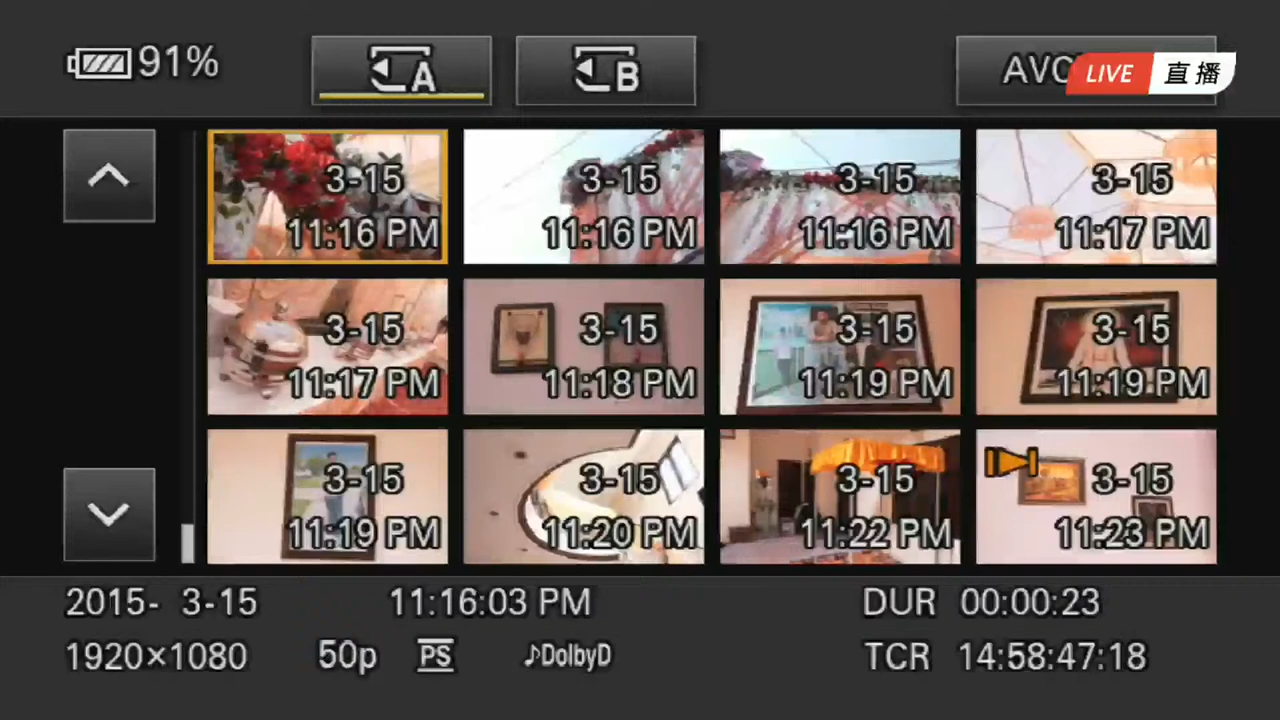 91%
A
B
AVC
LIVE 直播
3-15
11:16 PM
3-15
11:16 PM
3-15
11:16 PM
3-15
11:17 PM
3-15
11:17 PM
3-15
11:18 PM
3-15
11:19 PM
3-15
11:19 PM
3-15
11:19 PM
3-15
11:20 PM
3-15
11:22 PM
3-15
11:23 PM
2015- 3-15 11:16:03 PM DUR 00:00:23
1920×1080 50p PS ♪DolbyD TCR 14:58:47:18